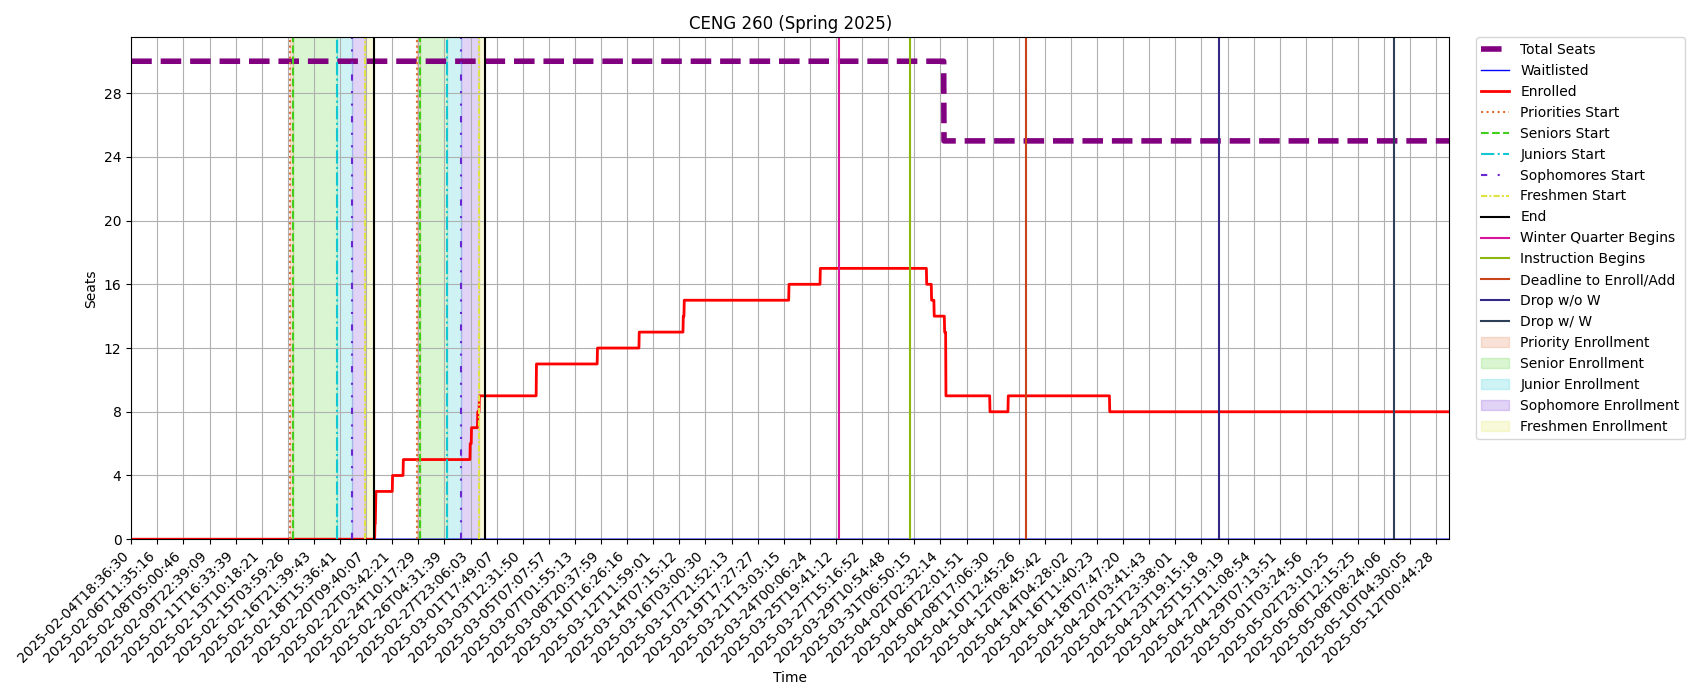 CENG 260 (Spring 2025)
Seats
28
24
20
16
12
8
4
0
2025-02-04T18:36:30
2025-02-06T11:35:16
2025-02-08T05:00:46
2025-02-09T22:39:09
2025-02-11T16:33:39
2025-02-13T10:18:21
2025-02-15T03:59:26
2025-02-16T21:39:43
2025-02-18T15:36:41
2025-02-20T09:40:07
2025-02-22T03:42:21
2025-02-24T10:17:29
2025-02-26T04:31:39
2025-02-27T23:06:03
2025-03-01T17:49:07
2025-03-03T12:31:50
2025-03-05T07:07:57
2025-03-07T01:55:13
2025-03-08T20:37:59
2025-03-10T16:26:16
2025-03-12T11:59:01
2025-03-14T07:15:12
2025-03-16T03:00:30
2025-03-17T21:52:13
2025-03-19T17:27:27
2025-03-21T13:03:15
2025-03-24T00:06:24
2025-03-25T19:41:12
2025-03-27T15:16:52
2025-03-29T10:54:48
2025-03-31T06:50:15
2025-04-02T02:32:14
2025-04-06T22:01:51
2025-04-08T17:06:30
2025-04-10T12:45:26
2025-04-12T08:45:42
2025-04-14T04:28:02
2025-04-16T11:40:23
2025-04-18T07:47:20
2025-04-20T03:41:43
2025-04-21T23:38:01
2025-04-23T19:15:18
2025-04-25T15:19:19
2025-04-27T11:08:54
2025-04-29T07:13:51
2025-05-01T03:24:56
2025-05-02T23:10:25
2025-05-06T12:15:25
2025-05-08T08:24:06
2025-05-10T04:30:05
2025-05-12T00:44:28
Time
Total Seats
Waitlisted
Enrolled
Priorities Start
Seniors Start
Juniors Start
Sophomores Start
Freshmen Start
End
Winter Quarter Begins
Instruction Begins
Deadline to Enroll/Add
Drop w/o W
Drop w/ W
Priority Enrollment
Senior Enrollment
Junior Enrollment
Sophomore Enrollment
Freshmen Enrollment